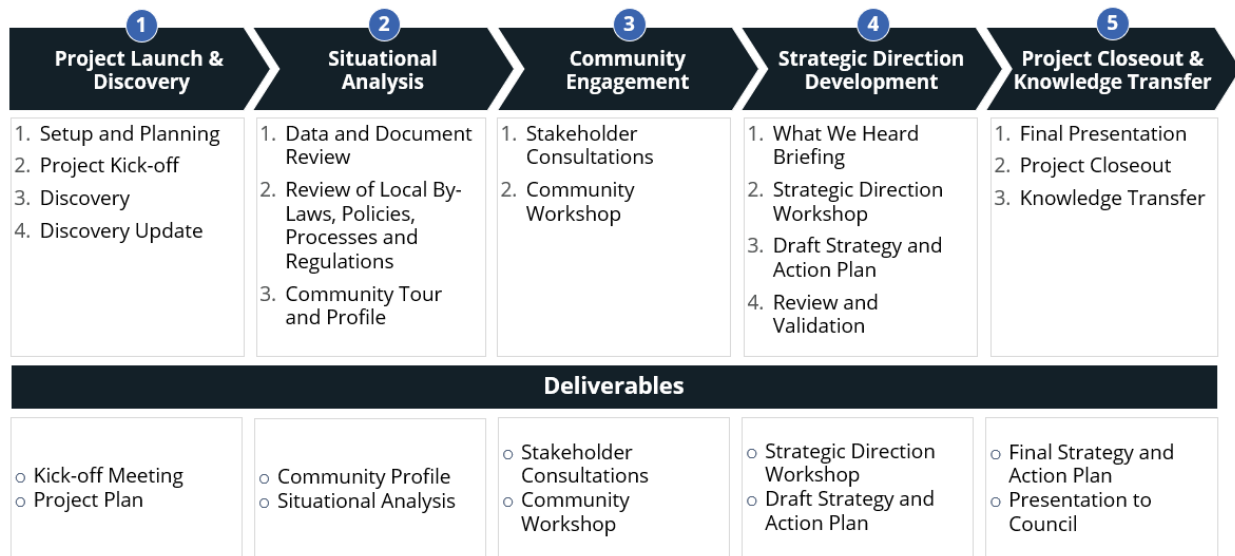 1
Project Launch &
Discovery
2
Situational
Analysis
3
Community
Engagement
4
Strategic Direction
Development
5
Project Closeout &
Knowledge Transfer
1. Setup and Planning
2. Project Kick-off
3. Discovery
4. Discovery Update
1. Data and Document
Review
2. Review of Local By-
Laws, Policies,
Processes and
Regulations
3. Community Tour
and Profile
1. Stakeholder
Consultations
2. Community
Workshop
1. What We Heard
Briefing
2. Strategic Direction
Workshop
3. Draft Strategy and
Action Plan
4. Review and
Validation
1. Final Presentation
2. Project Closeout
3. Knowledge Transfer
Deliverables
o Kick-off Meeting
o Project Plan
o Community Profile
o Situational Analysis
o Stakeholder
Consultations
o Community
Workshop
o Strategic Direction
Workshop
o Draft Strategy and
Action Plan
o Final Strategy and
Action Plan
o Presentation to
Council